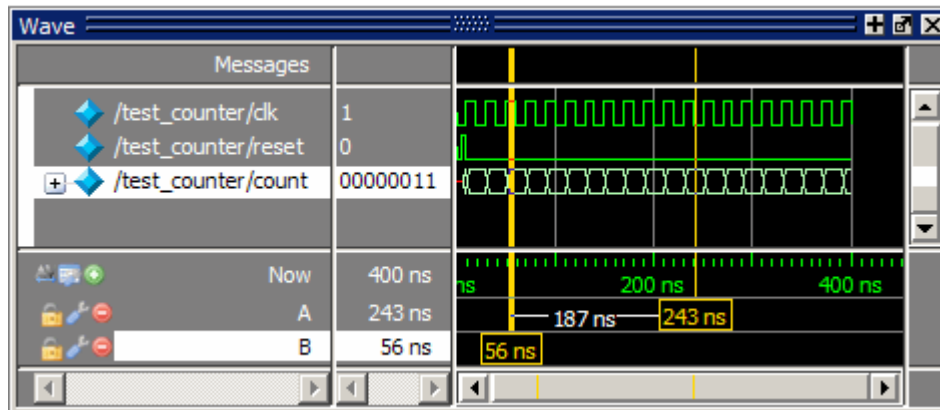 Wave
Messages
/test_counter/clk 1
/test_counter/reset 0
/test_counter/count 00000011
Now 400 ns
ns 200 ns 400 ns
A 243 ns
187 ns 243 ns
B 56 ns
56 ns